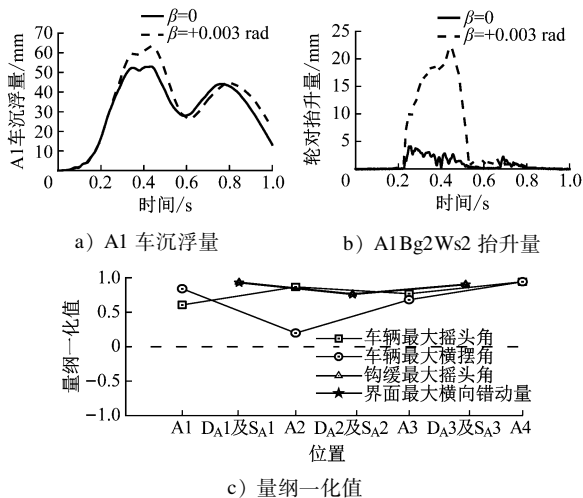 β=0
β=+0.003 rad
A1车沉浮量/mm
70
60
50
40
30
20
10
0
0.2
0.4
0.6
0.8
1.0
时间/s
a）A1 车沉浮量
β=0
β=+0.003 rad
轮对抬升量/mm
25
20
15
10
5
0
0.2
0.4
0.6
0.8
1.0
时间/s
b）A1Bg2Ws2 抬升量
量纲一化值
1.0
0.5
0
−0.5
−1.0
车辆最大摇头角
车辆最大横摆角
钩缓最大摇头角
界面最大横向错动量
A1 D_A1及S_A1 A2 D_A2及S_A2 A3 D_A3及S_A3 A4
位置
c）量纲一化值